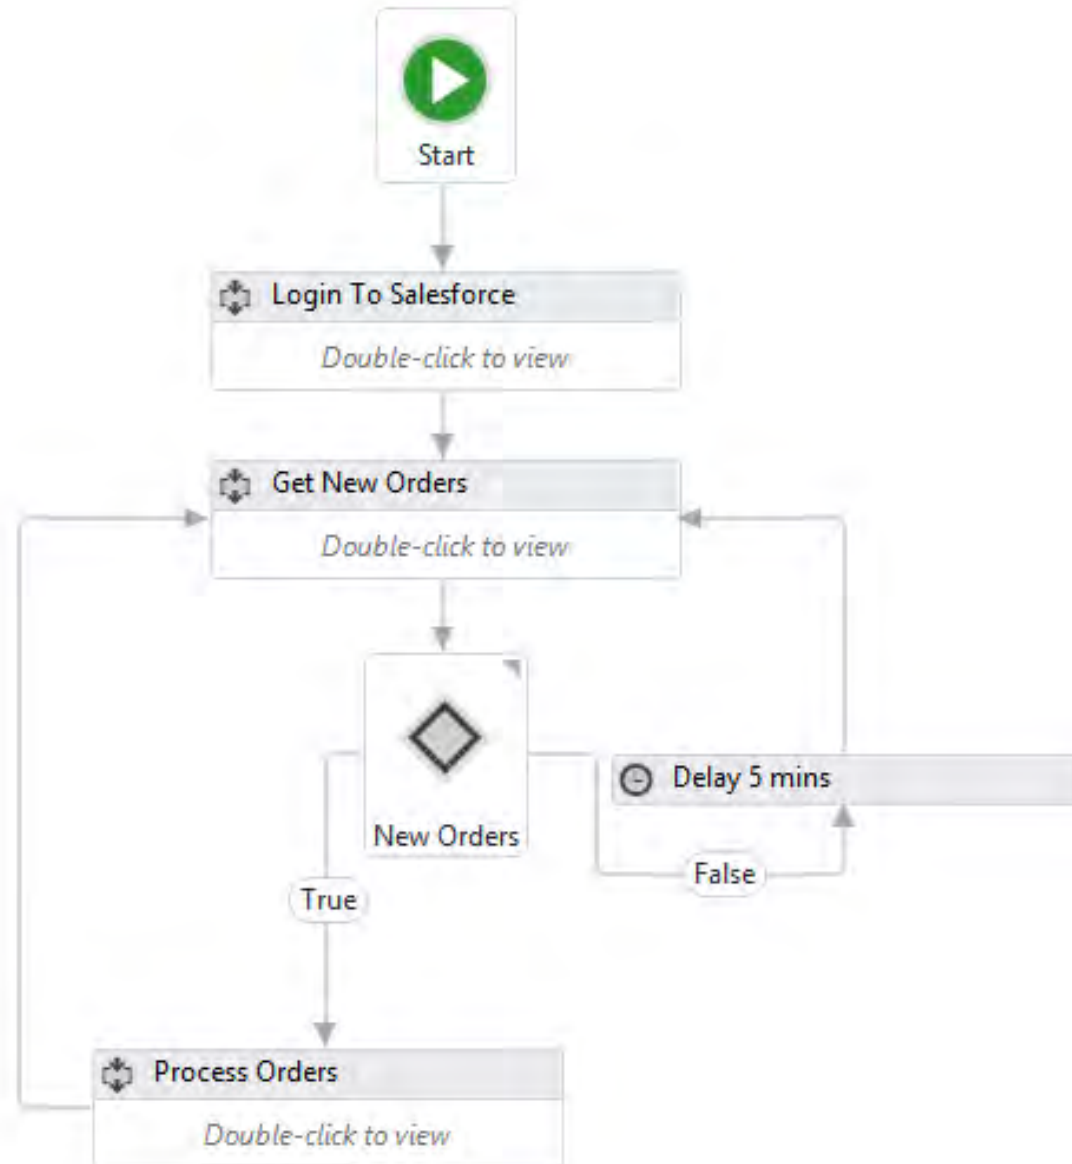 Start
Login To Salesforce
Double-click to view
Get New Orders
Double-click to view
Delay 5 mins
New Orders
False
True
Process Orders
Double-click to view